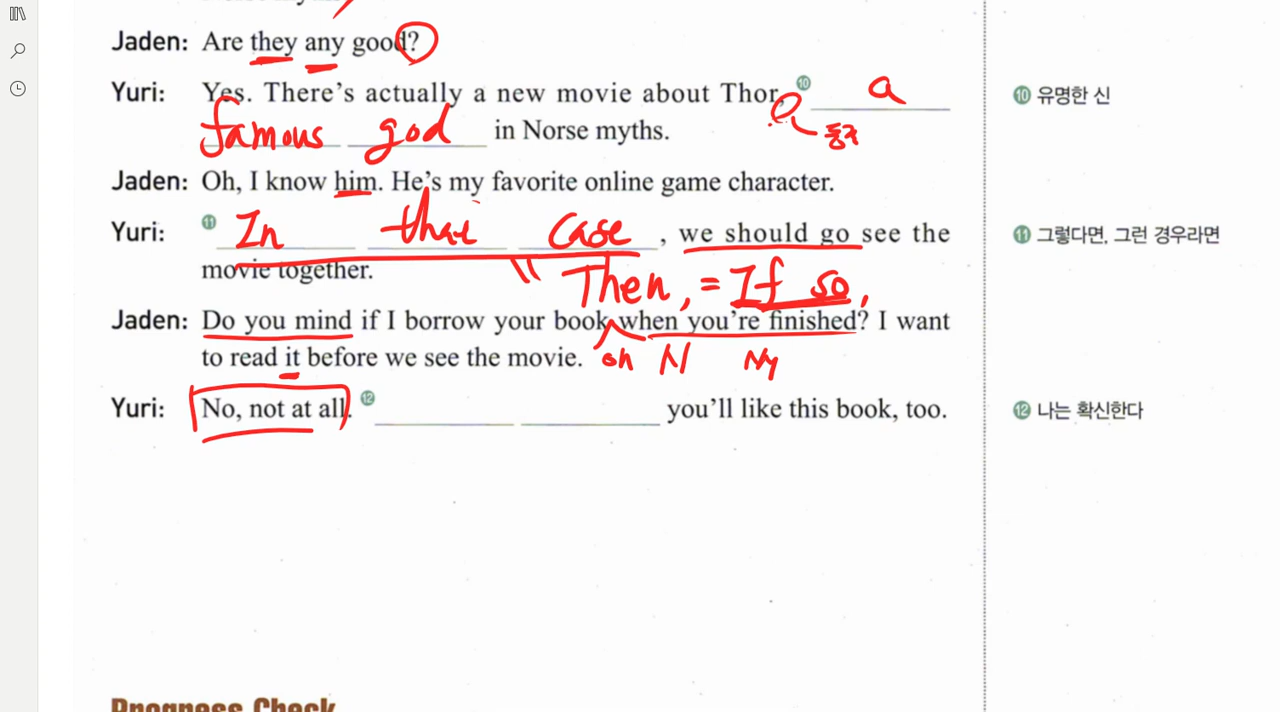 Jaden: Are they any good?
Yuri: Yes. There's actually a new movie about Thor, ⑩ a ⑩ 유명한 신
famous god in Norse myths.
동격
Jaden: Oh, I know him. He's my favorite online game character.
Yuri: ⑪ In that case, we should go see the ⑪ 그렇다면, 그런 경우라면
movie together.
" Then, = If so,
Jaden: Do you mind if I borrow your book when you're finished? I want
to read it before we see the movie.
Yuri: No, not at all. ⑫ you'll like this book, too. ⑫ 나는 확신한다
Progress Check